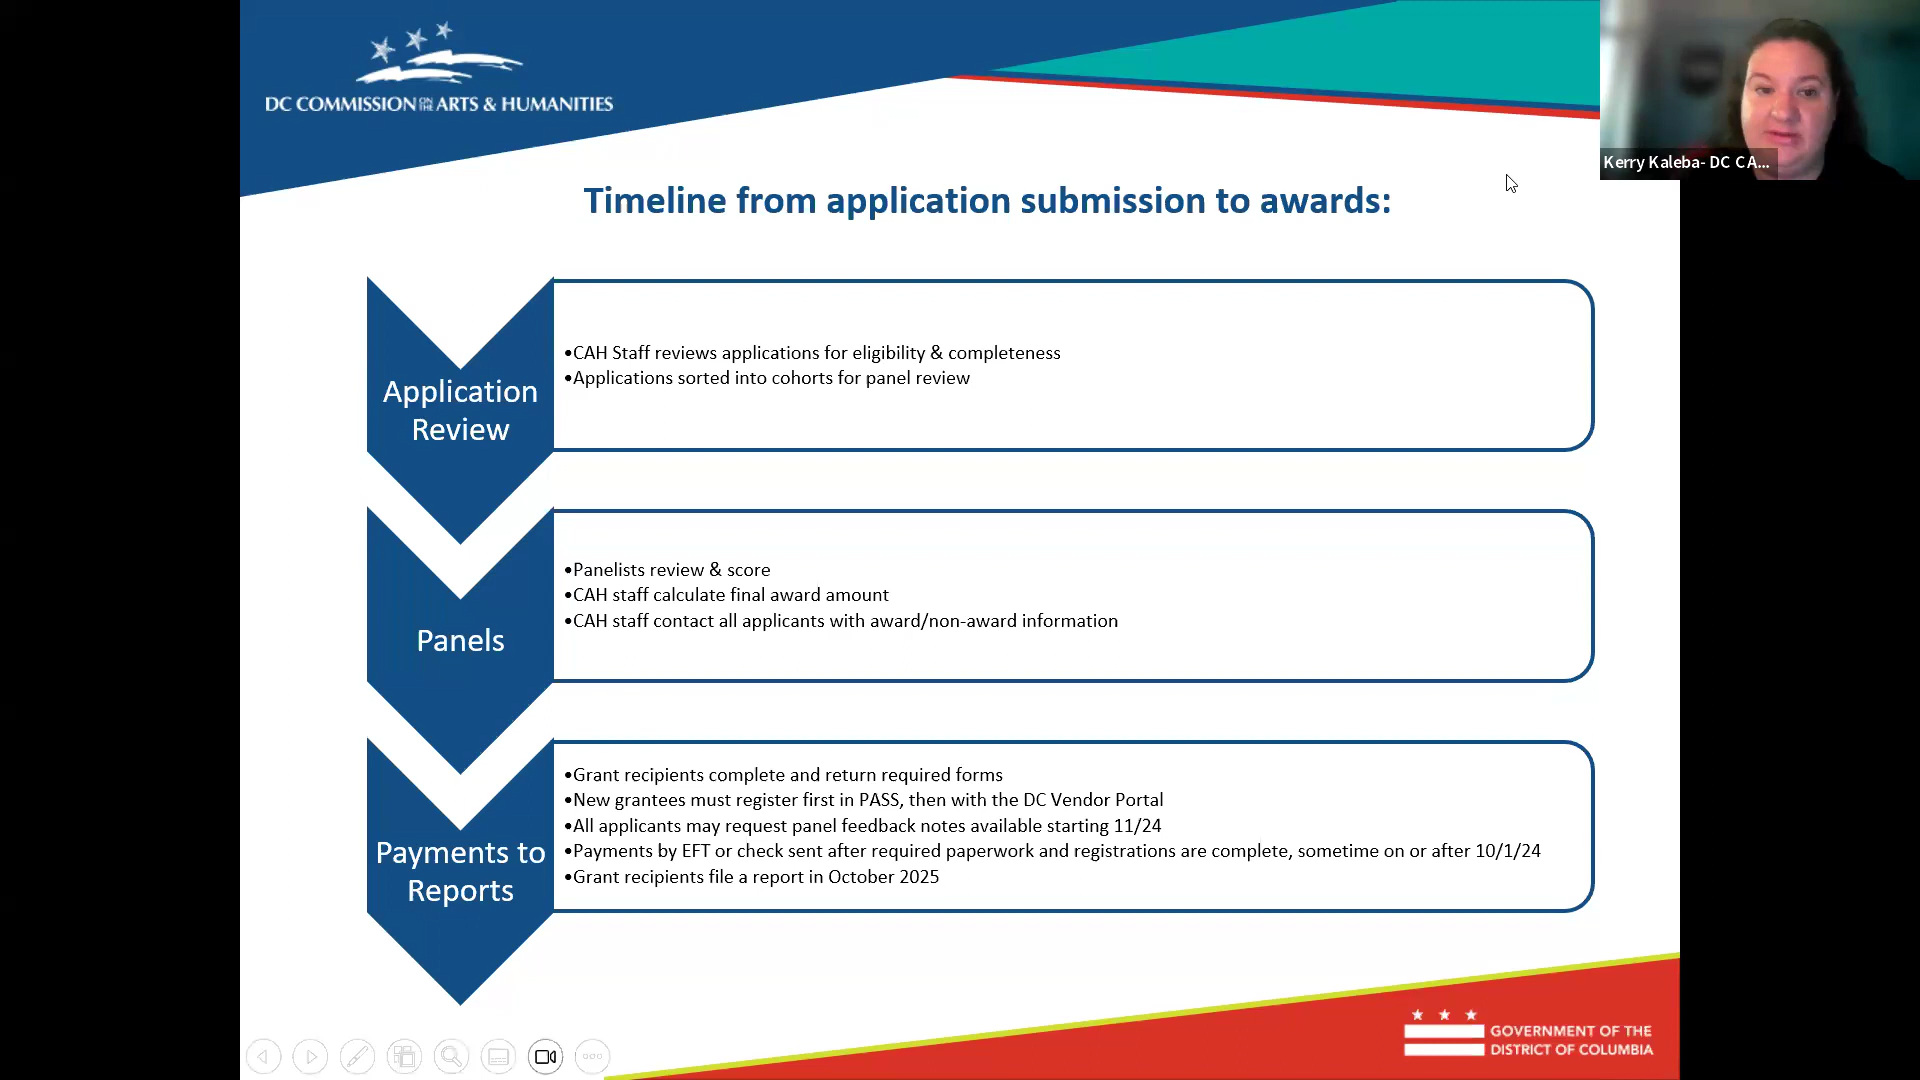 DC COMMISSION ON THE ARTS & HUMANITIES
Kerry Kaleba- DC CA...
Timeline from application submission to awards:
Application
Review
•CAH Staff reviews applications for eligibility & completeness
•Applications sorted into cohorts for panel review
Panels
•Panelists review & score
•CAH staff calculate final award amount
•CAH staff contact all applicants with award/non-award information
Payments to
Reports
•Grant recipients complete and return required forms
•New grantees must register first in PASS, then with the DC Vendor Portal
•All applicants may request panel feedback notes available starting 11/24
•Payments by EFT or check sent after required paperwork and registrations are complete, sometime on or after 10/1/24
•Grant recipients file a report in October 2025
GOVERNMENT OF THE
DISTRICT OF COLUMBIA